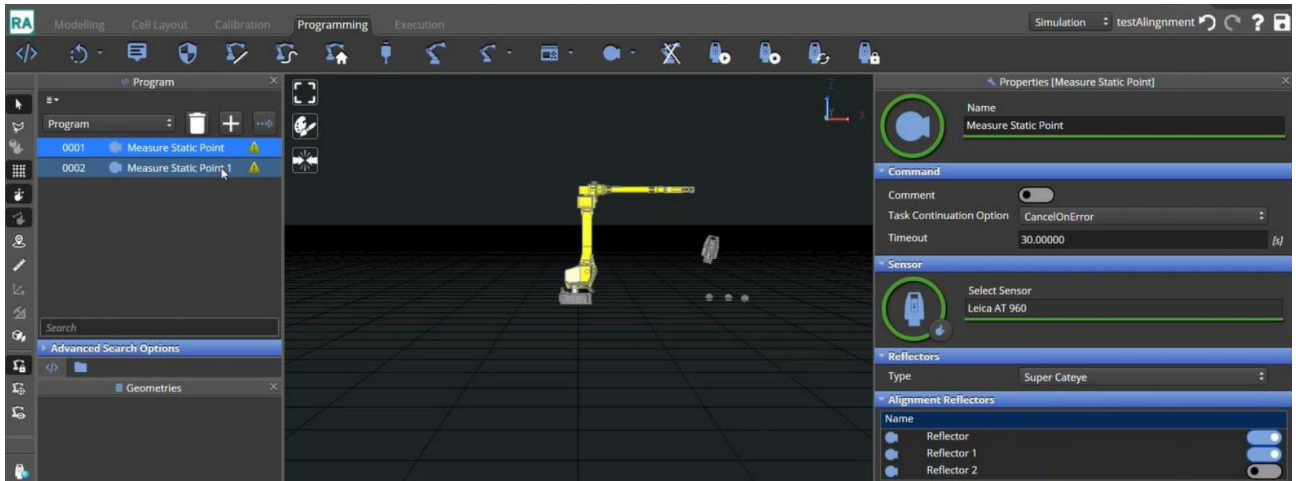 RA Modelling Cell Layout Calibration Programming Execution Simulation testAlingnment ?
Program
Program
0001 Measure Static Point
0002 Measure Static Point 1
Search
Advanced Search Options
</>
Geometries
Z
X
Properties [Measure Static Point]
Name
Measure Static Point
Command
Comment
Task Continuation Option CancelOnError
Timeout 30.00000 [s]
Sensor
Select Sensor
Leica AT 960
Reflectors
Type Super Cateye
Alignment Reflectors
Name
Reflector
Reflector 1
Reflector 2